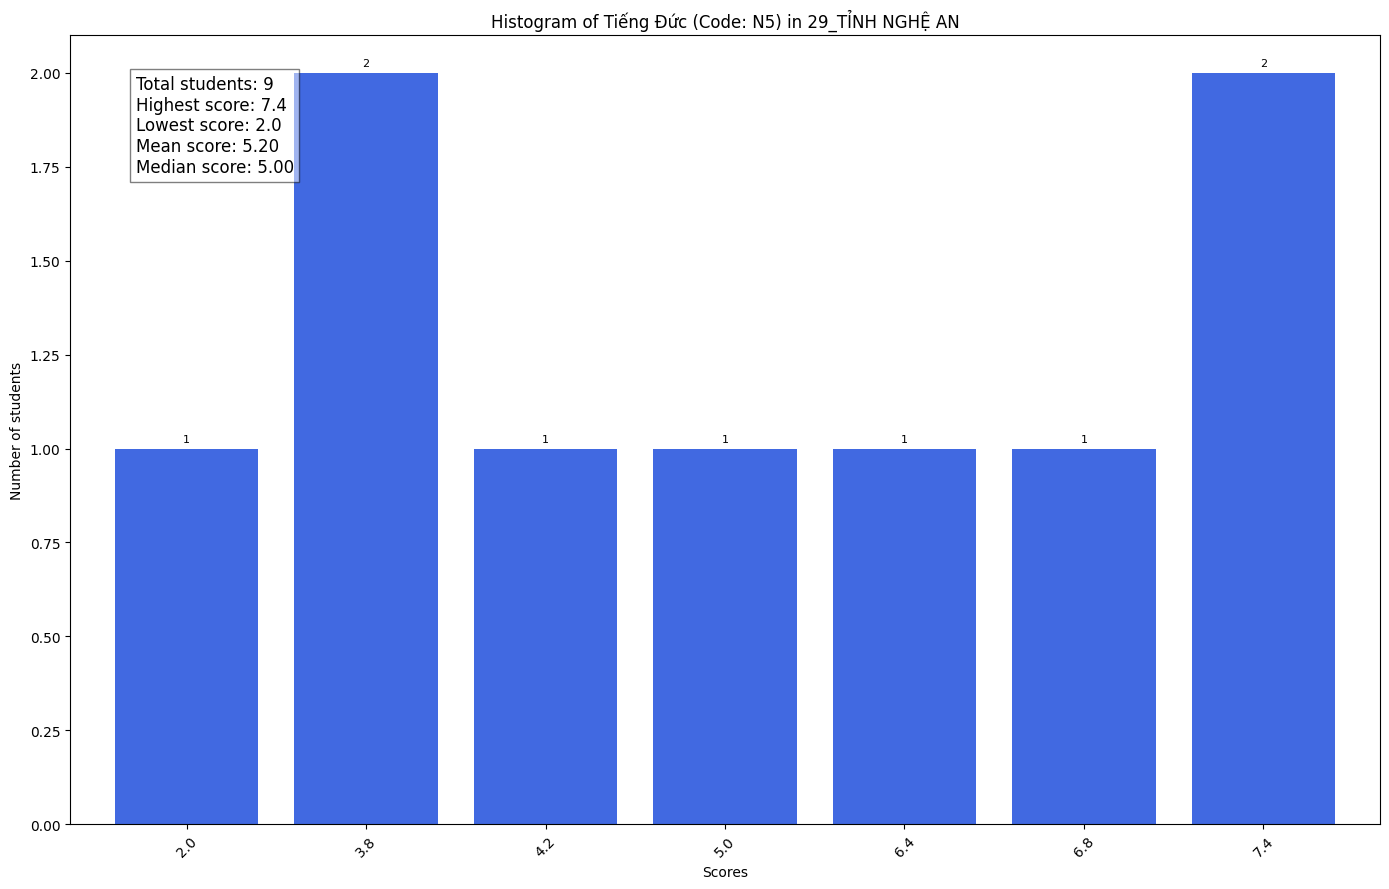 Histogram of Tiếng Đức (Code: N5) in 29_TỈNH NGHỆ AN
Total students: 9
Highest score: 7.4
Lowest score: 2.0
Mean score: 5.20
Median score: 5.00
Number of students
2.00
1.75
1.50
1.25
1.00
0.75
0.50
0.25
0.00
1
2
1
1
1
1
2
2.0
3.8
4.2
5.0
6.4
6.8
7.4
Scores